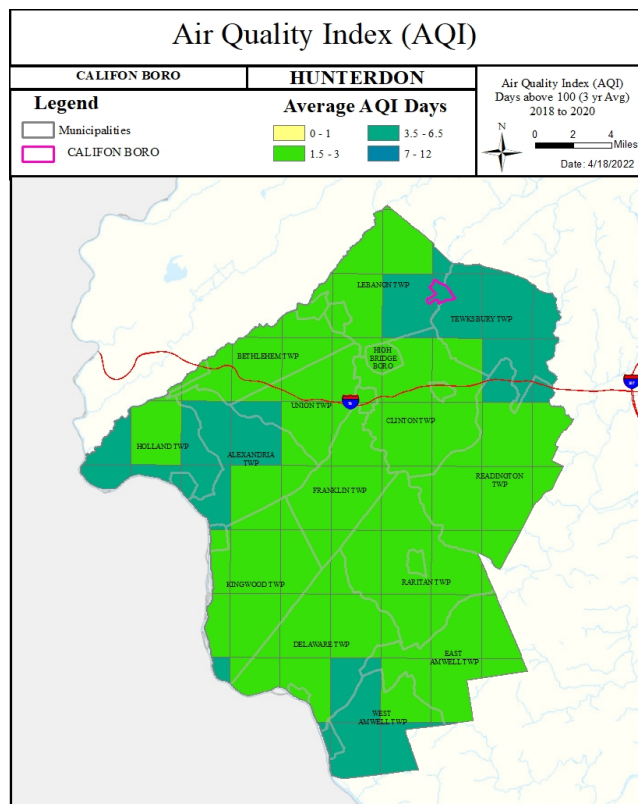 Air Quality Index (AQI)
CALIFON BORO
HUNTERDON
Legend
Municipalities
CALIFON BORO
Average AQI Days
0 - 1
3.5 - 6.5
1.5 - 3
7 - 12
Air Quality Index (AQI)
Days above 100 (3 yr Avg)
2018 to 2020
N
0 2 4
Miles
Date: 4/18/2022
LEBANON TWP
TEWKSBURY TWP
BETHLEHEM TWP
HIGH
BRIDGE
BORO
UNION TWP
CLINTON TWP
HOLLAND TWP
ALEXANDRIA
TWP
READINGTON
TWP
FRANKLIN TWP
KINGWOOD TWP
RARITAN TWP
DELAWARE TWP
EAST
AMWELL TWP
WEST
AMWELL TWP